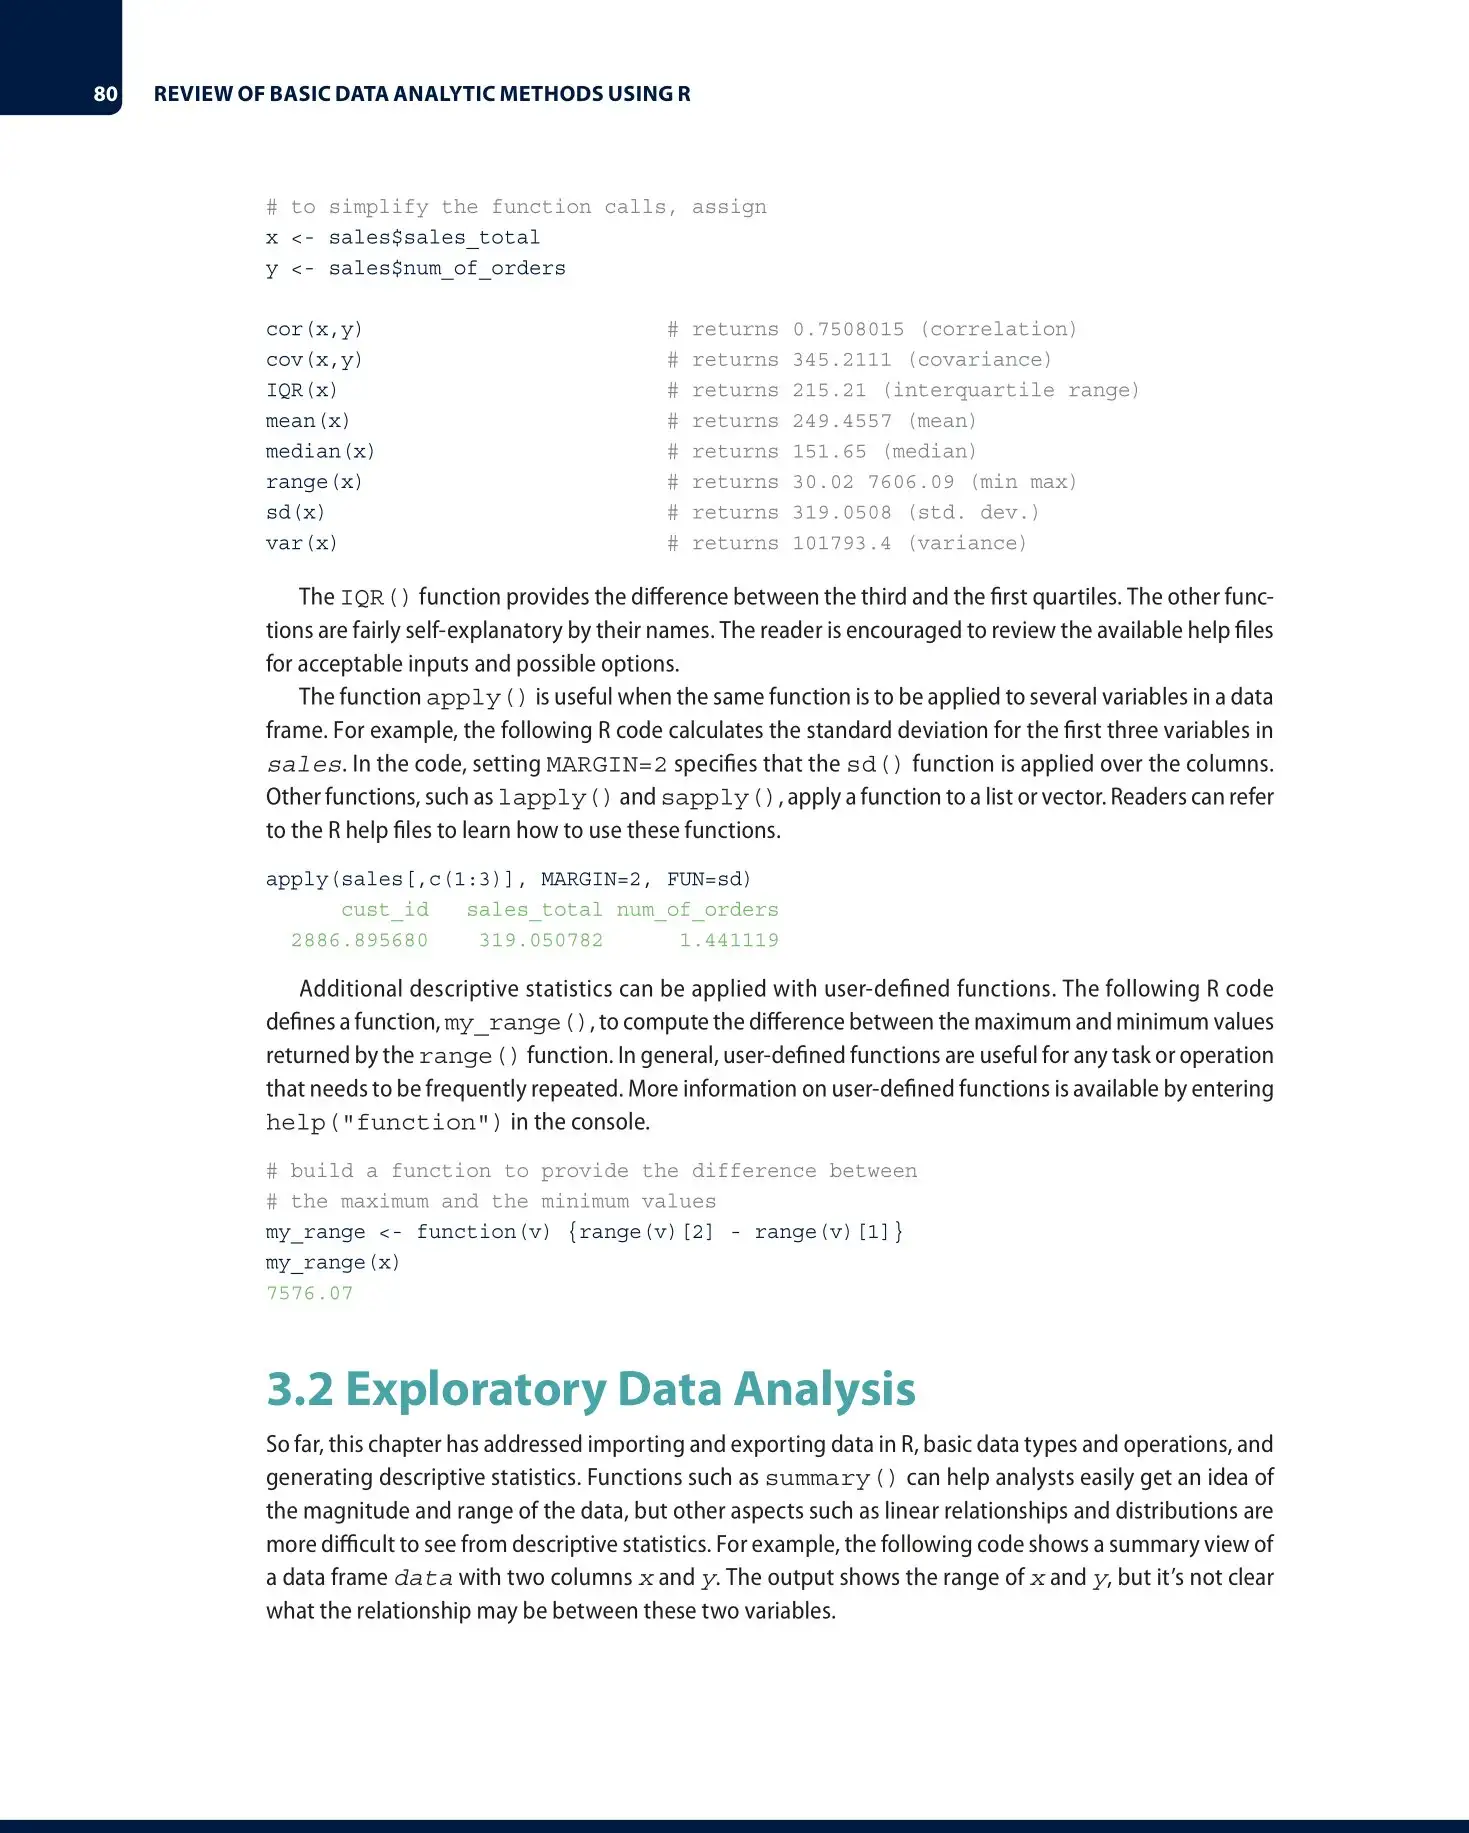 80 REVIEW OF BASIC DATA ANALYTIC METHODS USING R
# to simplify the function calls, assign
x <- sales$sales_total
y <- sales$num_of_orders
cor(x,y) # returns 0.7508015 (correlation)
cov(x,y) # returns 345.2111 (covariance)
IQR(x) # returns 215.21 (interquartile range)
mean(x) # returns 249.4557 (mean)
median(x) # returns 151.65 (median)
range(x) # returns 30.02 7606.09 (min max)
sd(x) # returns 319.0508 (std. dev.)
var(x) # returns 101793.4 (variance)
The IQR() function provides the difference between the third and the first quartiles. The other func-
tions are fairly self-explanatory by their names. The reader is encouraged to review the available help files
for acceptable inputs and possible options.
The function apply() is useful when the same function is to be applied to several variables in a data
frame. For example, the following R code calculates the standard deviation for the first three variables in
sales. In the code, setting MARGIN=2 specifies that the sd() function is applied over the columns.
Other functions, such as lapply() and sapply(), apply a function to a list or vector. Readers can refer
to the R help files to learn how to use these functions.
apply(sales[,c(1:3)], MARGIN=2, FUN=sd)
cust_id sales_total num_of_orders
2886.895680 319.050782 1.441119
Additional descriptive statistics can be applied with user-defined functions. The following R code
defines a function, my_range(), to compute the difference between the maximum and minimum values
returned by the range() function. In general, user-defined functions are useful for any task or operation
that needs to be frequently repeated. More information on user-defined functions is available by entering
help("function") in the console.
# build a function to provide the difference between
# the maximum and the minimum values
my_range <- function(v) {range(v)[2] - range(v)[1]}
my_range(x)
7576.07
3.2 Exploratory Data Analysis
So far, this chapter has addressed importing and exporting data in R, basic data types and operations, and
generating descriptive statistics. Functions such as summary() can help analysts easily get an idea of
the magnitude and range of the data, but other aspects such as linear relationships and distributions are
more difficult to see from descriptive statistics. For example, the following code shows a summary view of
a data frame data with two columns x and y. The output shows the range of x and y, but it's not clear
what the relationship may be between these two variables.